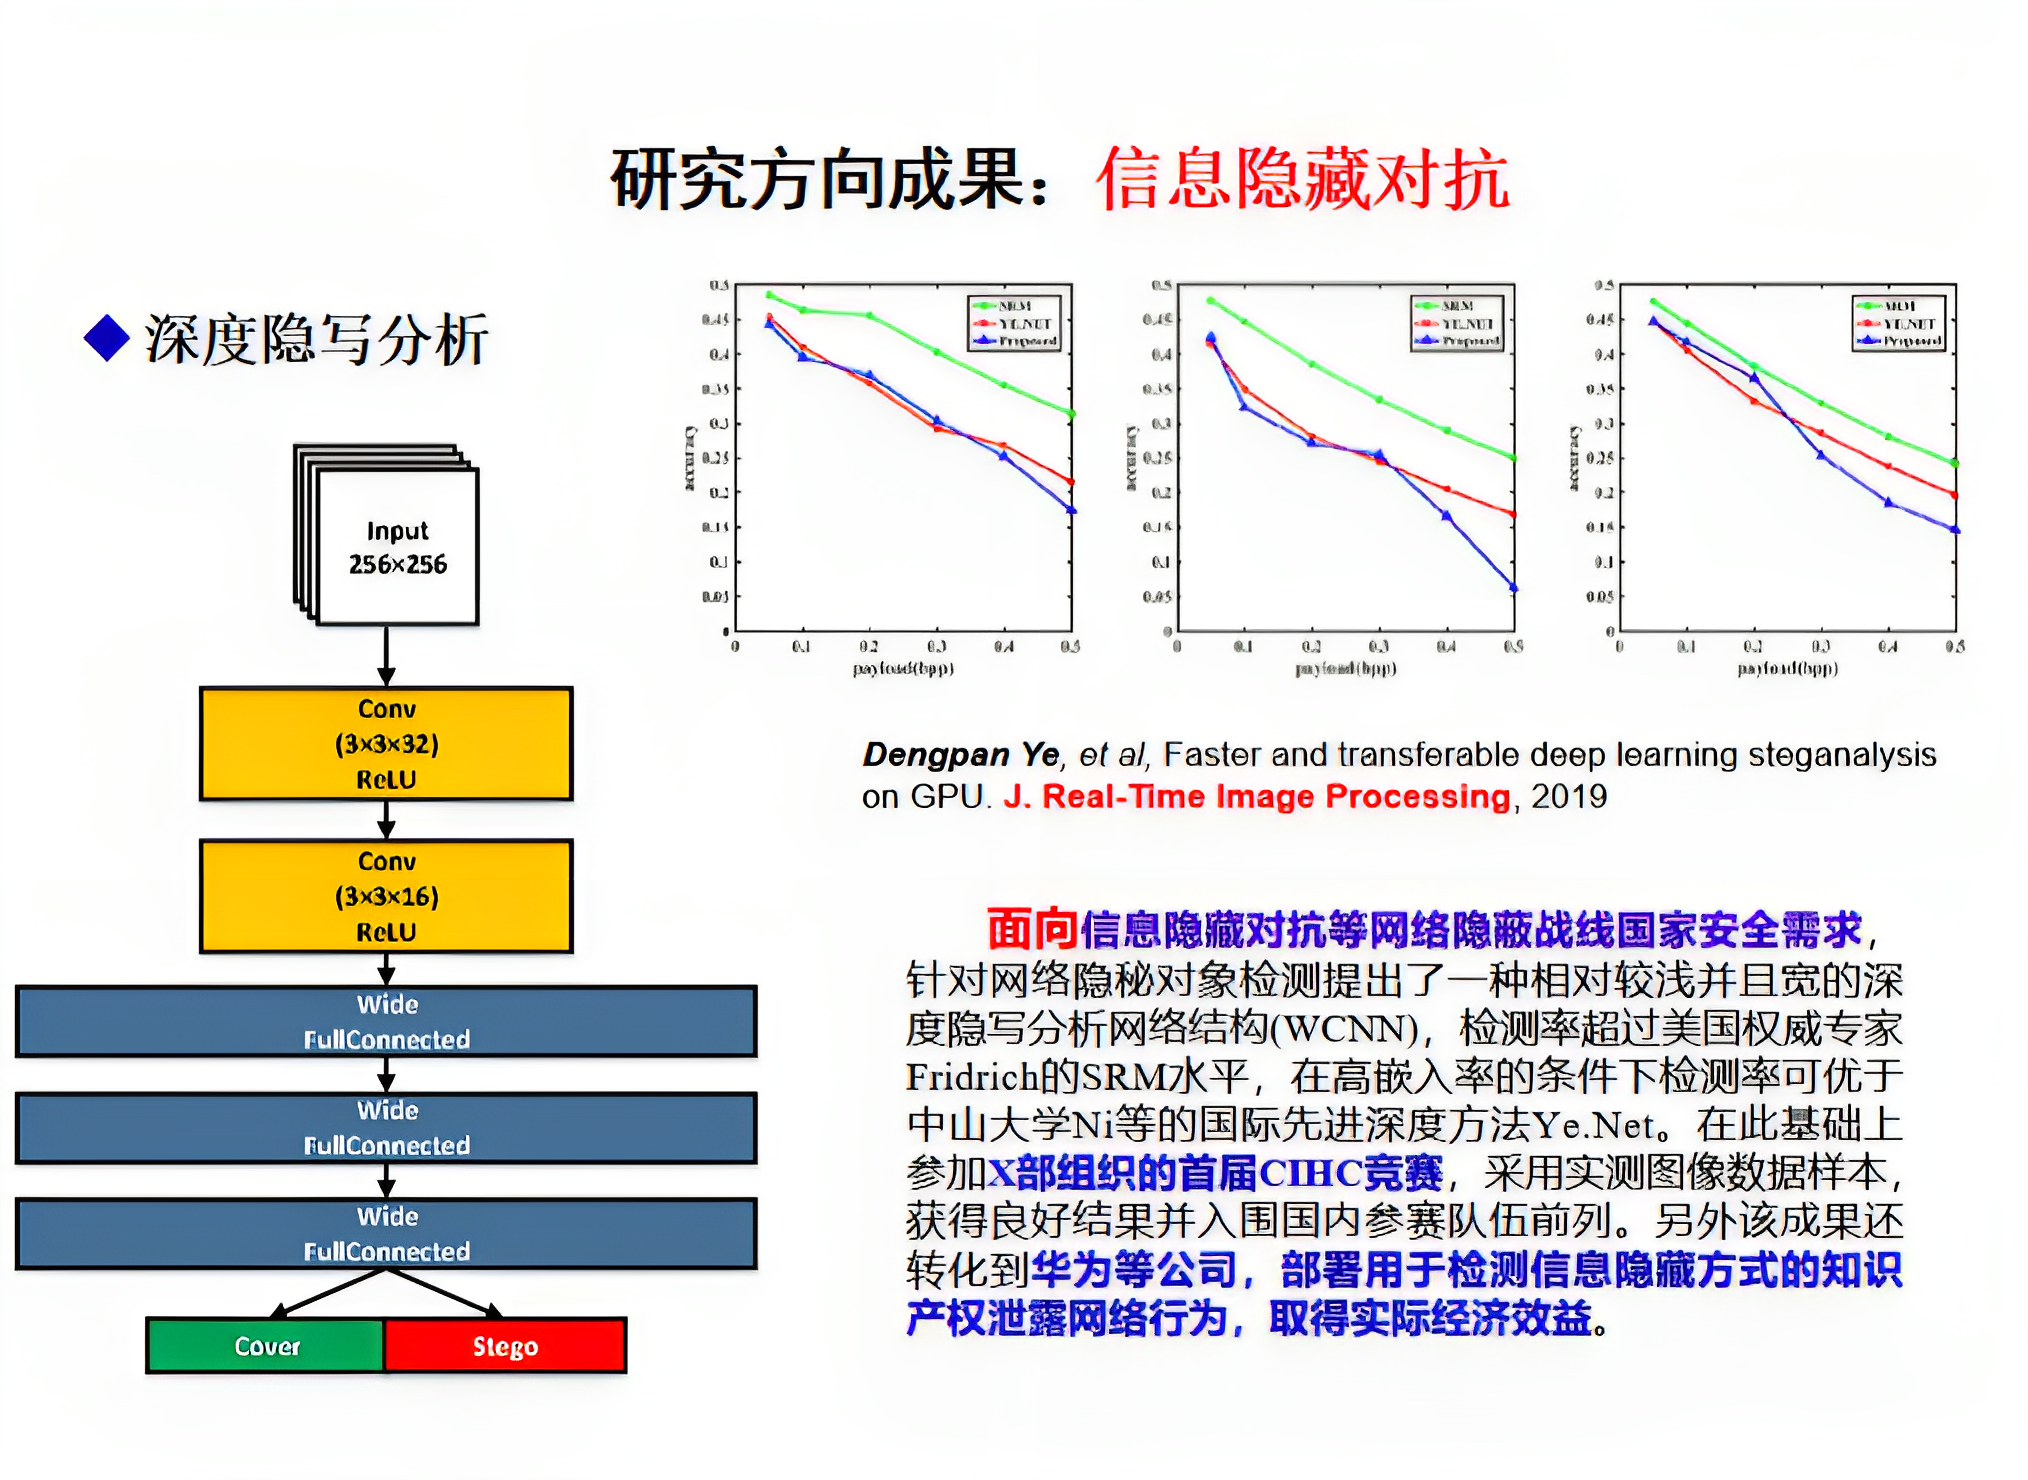 研究方向成果：信息隐藏对抗
◆深度隐写分析
Input
256×256
Conv
(3×3×32)
ReLU
Conv
(3×3×16)
ReLU
Wide
FullConnected
Wide
FullConnected
Wide
FullConnected
Cover
Stego
0.5
0.45
0.4
0.35
0.3
0.25
0.2
0.15
0.1
0.05
0
0 0.1 0.2 0.3 0.4 0.5
accuracy
payload(bpp)
SRM
YE.NET
Proposed
0.5
0.45
0.4
0.35
0.3
0.25
0.2
0.15
0.1
0.05
0
0 0.1 0.2 0.3 0.4 0.5
accuracy
payload(bpp)
SRM
YE.NET
Proposed
0.5
0.45
0.4
0.35
0.3
0.25
0.2
0.15
0.1
0.05
0
0 0.1 0.2 0.3 0.4 0.5
accuracy
payload(bpp)
SRM
YE.NET
Proposed
Dengpan Ye, et al, Faster and transferable deep learning steganalysis
on GPU. J. Real-Time Image Processing, 2019
面向信息隐藏对抗等网络隐蔽战线国家安全需求，
针对网络隐秘对象检测提出了一种相对较浅并且宽的深
度隐写分析网络结构(WCNN)，检测率超过美国权威专家
Fridrich的SRM水平，在高嵌入率的条件下检测率可优于
中山大学Ni等的国际先进深度方法Ye.Net。在此基础上
参加X部组织的首届CIHC竞赛，采用实测图像数据样本，
获得良好结果并入围国内参赛队伍前列。另外该成果还
转化到华为等公司，部署用于检测信息隐藏方式的知识
产权泄露网络行为，取得实际经济效益。